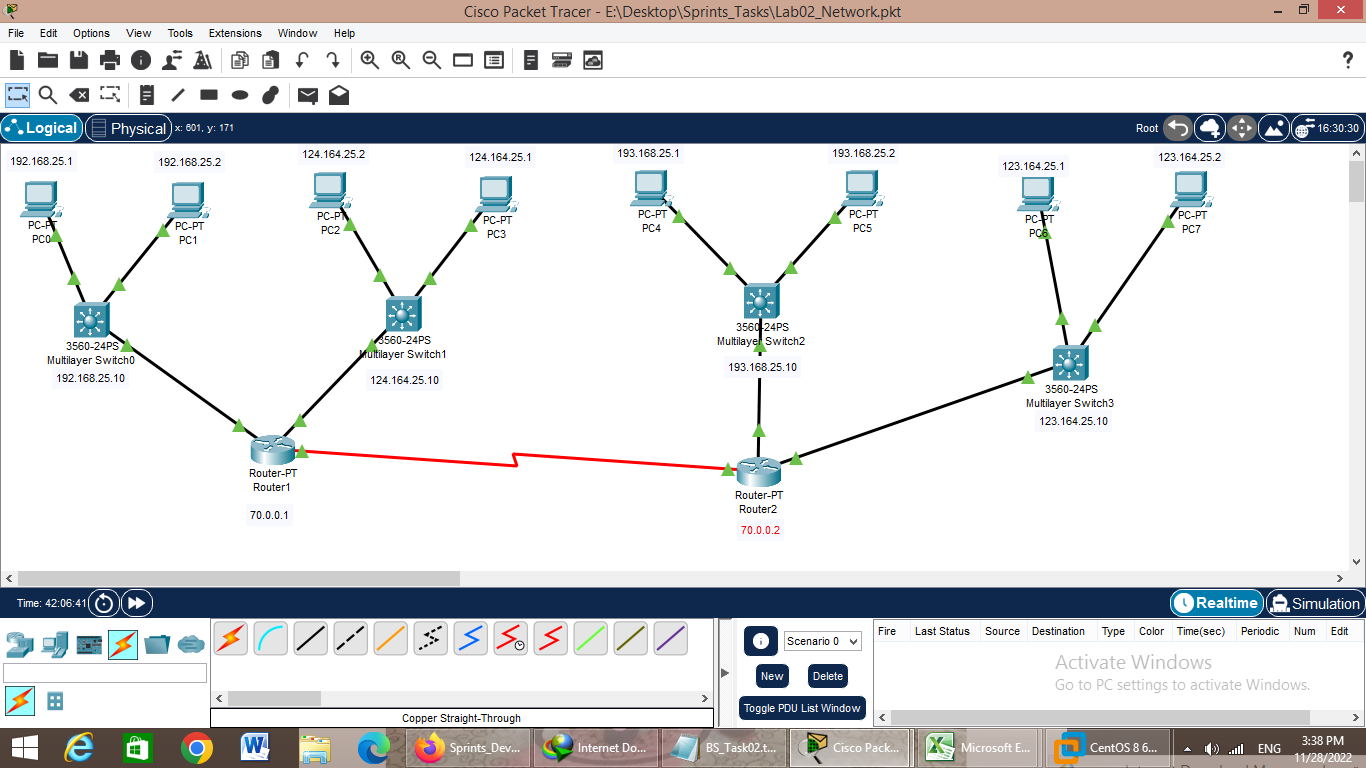 Cisco Packet Tracer - E:\Desktop\Sprints_Tasks\Lab02_Network.pkt
File Edit Options View Tools Extensions Window Help
Logical Physical x: 601, y: 171 Root 16:30:30
192.168.25.1
192.168.25.2
124.164.25.2
124.164.25.1
193.168.25.1
193.168.25.2
123.164.25.1
123.164.25.2
PC-PT
PC0
PC-PT
PC1
PC-PT
PC2
PC-PT
PC3
PC-PT
PC4
PC-PT
PC5
PC-PT
PC6
PC-PT
PC7
3560-24PS
Multilayer Switch0
192.168.25.10
3560-24PS
Multilayer Switch1
124.164.25.10
3560-24PS
Multilayer Switch2
193.168.25.10
3560-24PS
Multilayer Switch3
123.164.25.10
Router-PT
Router1
70.0.0.1
Router-PT
Router2
70.0.0.2
Time: 42:06:41 Realtime Simulation
Scenario 0
New Delete
Toggle PDU List Window
Fire Last Status Source Destination Type Color Time(sec) Periodic Num Edit
Activate Windows
Go to PC settings to activate Windows.
Copper Straight-Through
Sprints_Dev... Internet Do... BS_Task02.t... Cisco Pack... Microsoft E... CentOS 8 6... ENG
3:38 PM
11/28/2022